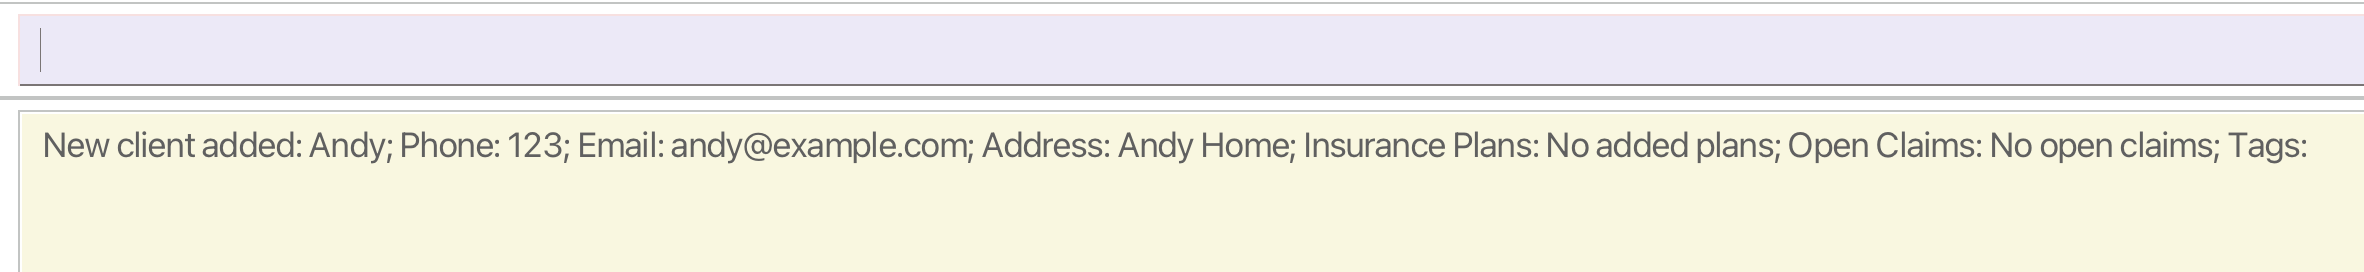 New client added: Andy; Phone: 123; Email: andy@example.com; Address: Andy Home; Insurance Plans: No added plans; Open Claims: No open claims; Tags: